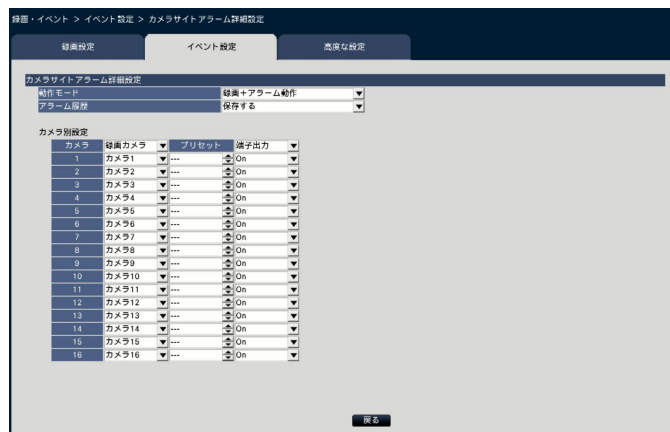 録画・イベント > イベント設定 > カメラサイトアラーム詳細設定
録画設定 イベント設定 高度な設定
カメラサイトアラーム詳細設定
動作モード 録画+アラーム動作 ▼
アラーム履歴 保存する ▼
カメラ別設定
カメラ 録画カメラ ▼ プリセット 端子出力 ▼
1 カメラ1 ▼ --- On ▼
2 カメラ2 ▼ --- On ▼
3 カメラ3 ▼ --- On ▼
4 カメラ4 ▼ --- On ▼
5 カメラ5 ▼ --- On ▼
6 カメラ6 ▼ --- On ▼
7 カメラ7 ▼ --- On ▼
8 カメラ8 ▼ --- On ▼
9 カメラ9 ▼ --- On ▼
10 カメラ10 ▼ --- On ▼
11 カメラ11 ▼ --- On ▼
12 カメラ12 ▼ --- On ▼
13 カメラ13 ▼ --- On ▼
14 カメラ14 ▼ --- On ▼
15 カメラ15 ▼ --- On ▼
16 カメラ16 ▼ --- On ▼
戻る